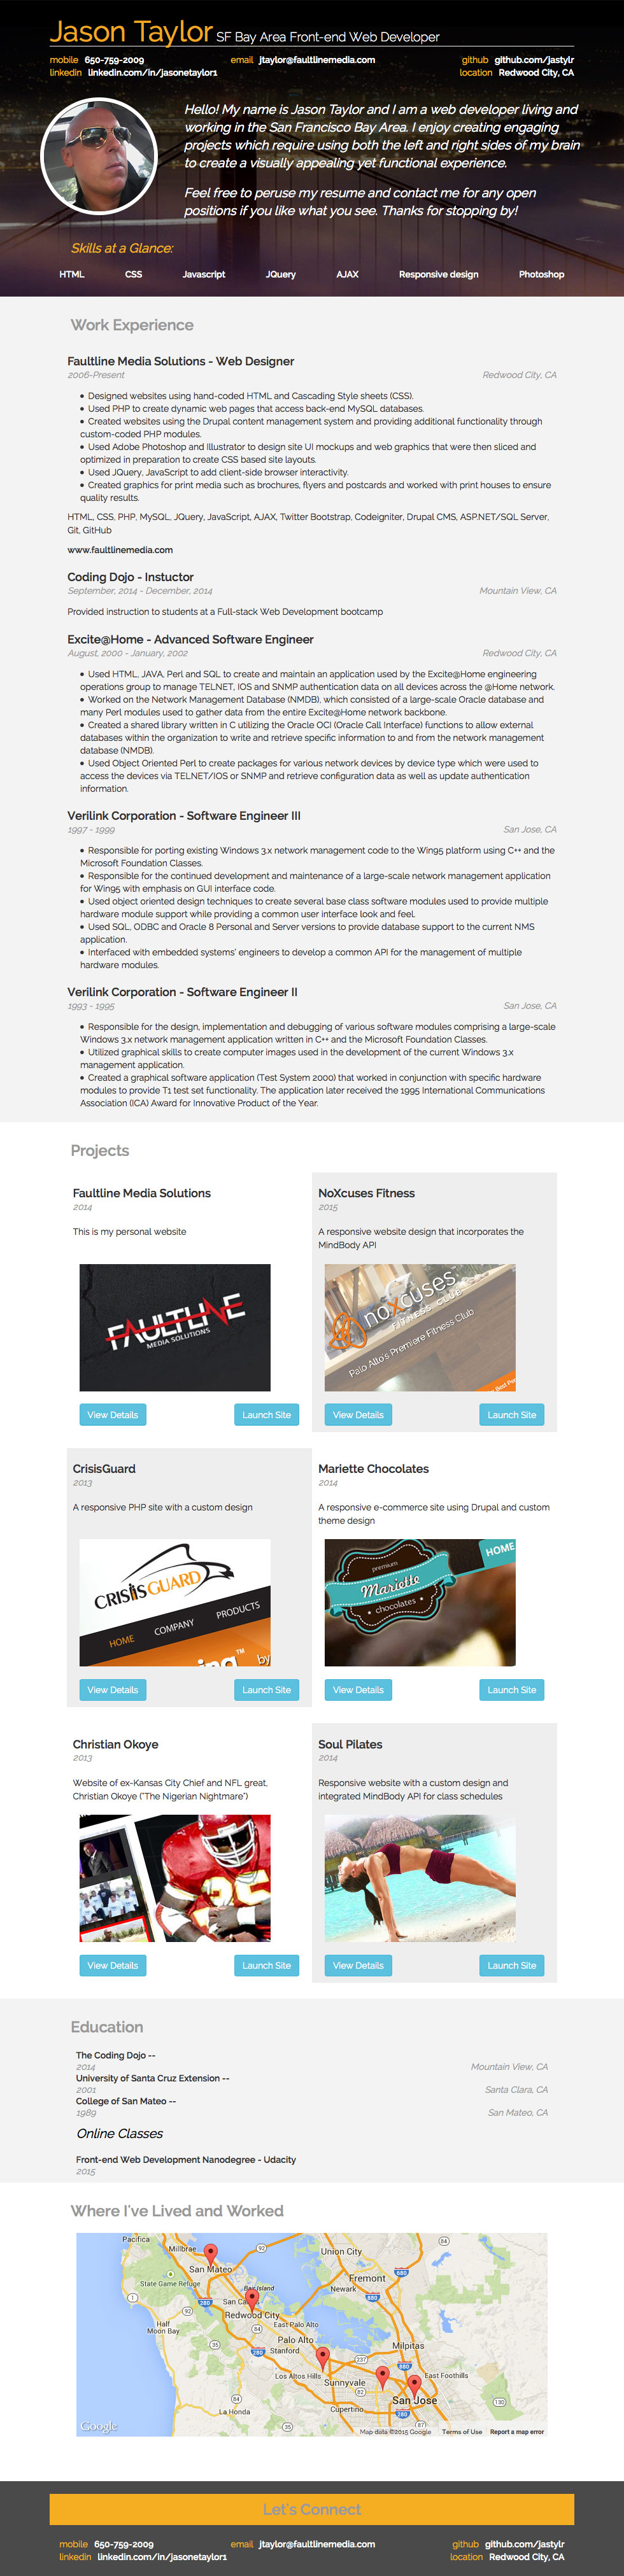 Jason Taylor SF Bay Area Front-end Web Developer
mobile 650-759-2009 email jtaylor@faultlinemedia.com github github.com/jastylr
linkedin linkedin.com/in/jasonetaylor1 location Redwood City, CA
Hello! My name is Jason Taylor and I am a web developer living and
working in the San Francisco Bay Area. I enjoy creating engaging
projects which require using both the left and right sides of my brain
to create a visually appealing yet functional experience.
Feel free to peruse my resume and contact me for any open
positions if you like what you see. Thanks for stopping by!
Skills at a Glance:
HTML CSS Javascript JQuery AJAX Responsive design Photoshop
Work Experience
Faultline Media Solutions - Web Designer
2006-Present Redwood City, CA
• Designed websites using hand-coded HTML and Cascading Style sheets (CSS).
• Used PHP to create dynamic web pages that access back-end MySQL databases.
• Created websites using the Drupal content management system and providing additional functionality through
custom-coded PHP modules.
• Used Adobe Photoshop and Illustrator to design site UI mockups and web graphics that were then sliced and
optimized in preparation to create CSS based site layouts.
• Used JQuery, JavaScript to add client-side browser interactivity.
• Created graphics for print media such as brochures, flyers and postcards and worked with print houses to ensure
quality results.
HTML, CSS, PHP, MySQL, JQuery, JavaScript, AJAX, Twitter Bootstrap, Codeigniter, Drupal CMS, ASP.NET/SQL Server,
Git, GitHub
www.faultlinemedia.com
Coding Dojo - Instuctor
September, 2014 - December, 2014 Mountain View, CA
Provided instruction to students at a Full-stack Web Development bootcamp
Excite@Home - Advanced Software Engineer
August, 2000 - January, 2002 Redwood City, CA
• Used HTML, JAVA, Perl and SQL to create and maintain an application used by the Excite@Home engineering
operations group to manage TELNET, IOS and SNMP authentication data on all devices across the @Home network.
• Worked on the Network Management Database (NMDB), which consisted of a large-scale Oracle database and
many Perl modules used to gather data from the entire Excite@Home network backbone.
• Created a shared library written in C utilizing the Oracle OCI (Oracle Call Interface) functions to allow external
databases within the organization to write and retrieve specific information to and from the network management
database (NMDB).
• Used Object Oriented Perl to create packages for various network devices by device type which were used to
access the devices via TELNET/IOS or SNMP and retrieve configuration data as well as update authentication
information.
Verilink Corporation - Software Engineer III
1997 - 1999 San Jose, CA
• Responsible for porting existing Windows 3.x network management code to the Win95 platform using C++ and the
Microsoft Foundation Classes.
• Responsible for the continued development and maintenance of a large-scale network management application
for Win95 with emphasis on GUI interface code.
• Used object oriented design techniques to create several base class software modules used to provide multiple
hardware module support while providing a common user interface look and feel.
• Used SQL, ODBC and Oracle 8 Personal and Server versions to provide database support to the current NMS
application.
• Interfaced with embedded systems' engineers to develop a common API for the management of multiple
hardware modules.
Verilink Corporation - Software Engineer II
1993 - 1995 San Jose, CA
• Responsible for the design, implementation and debugging of various software modules comprising a large-scale
Windows 3.x network management application written in C++ and the Microsoft Foundation Classes.
• Utilized graphical skills to create computer images used in the development of the current Windows 3.x
management application.
• Created a graphical software application (Test System 2000) that worked in conjunction with specific hardware
modules to provide T1 test set functionality. The application later received the 1995 International Communications
Association (ICA) Award for Innovative Product of the Year.
Projects
Faultline Media Solutions
2014
This is my personal website
FAULTLINE
MEDIA SOLUTIONS
View Details Launch Site
NoXcuses Fitness
2015
A responsive website design that incorporates the
MindBody API
noxcuses
FITNESS CLUB
Palo Alto's Premiere Fitness Club
View Details Launch Site
CrisisGuard
2013
A responsive PHP site with a custom design
CRISISGUARD
HOME COMPANY PRODUCTS
View Details Launch Site
Mariette Chocolates
2014
A responsive e-commerce site using Drupal and custom
theme design
HOME
premium
Mariette
chocolates
View Details Launch Site
Christian Okoye
2013
Website of ex-Kansas City Chief and NFL great,
Christian Okoye ("The Nigerian Nightmare")
View Details Launch Site
Soul Pilates
2014
Responsive website with a custom design and
integrated MindBody API for class schedules
View Details Launch Site
Education
The Coding Dojo --
2014 Mountain View, CA
University of Santa Cruz Extension --
2001 Santa Clara, CA
College of San Mateo --
1989 San Mateo, CA
Online Classes
Front-end Web Development Nanodegree - Udacity
2015
Where I've Lived and Worked
Pacifica
Millbrae
92
Union City
84
680
San Mateo
State Game Refuge
Fremont
Newark
880
1
280
Bair Island
Redwood City
Half
Moon Bay
92
84
East Palo Alto
35
Palo Alto
Stanford
Milpitas
237
880
East Foothills
Los Altos Hills
Sunnyvale
82
84
San Jose
130
La Honda
Cupertino
280
87
35
Google
Map data ©2015 Google Terms of Use Report a map error
Let's Connect
mobile 650-759-2009 email jtaylor@faultlinemedia.com github github.com/jastylr
linkedin linkedin.com/in/jasonetaylor1 location Redwood City, CA